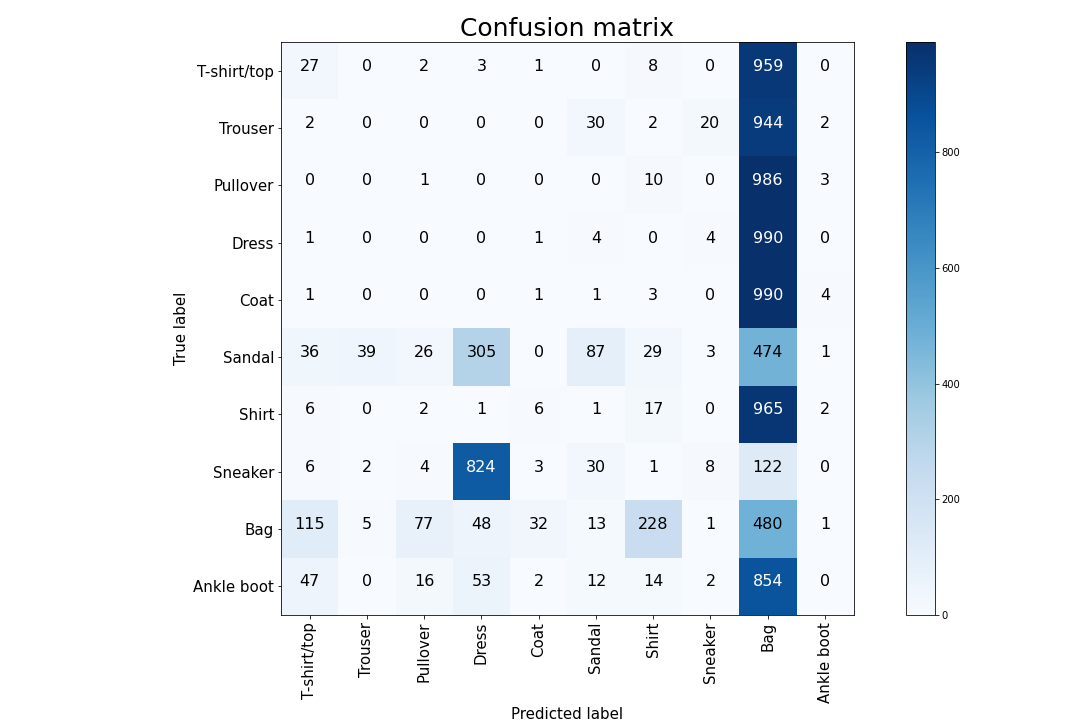 Confusion matrix
T-shirt/top 27 0 2 3 1 0 8 0 959 0
Trouser 2 0 0 0 0 30 2 20 944 2
Pullover 0 0 1 0 0 0 10 0 986 3
Dress 1 0 0 0 1 4 0 4 990 0
Coat 1 0 0 0 1 1 3 0 990 4
Sandal 36 39 26 305 0 87 29 3 474 1
Shirt 6 0 2 1 6 1 17 0 965 2
Sneaker 6 2 4 824 3 30 1 8 122 0
Bag 115 5 77 48 32 13 228 1 480 1
Ankle boot 47 0 16 53 2 12 14 2 854 0
True label
T-shirt/top Trouser Pullover Dress Coat Sandal Shirt Sneaker Bag Ankle boot
Predicted label
800
600
400
200
0